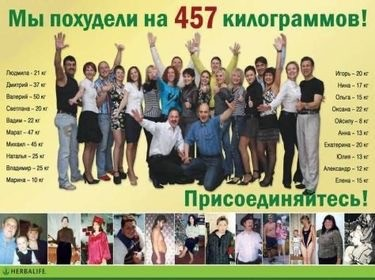 Мы похудели на 457 килограммов!
Людмила - 21 кг
Дмитрий - 37 кг
Валерий - 50 кг
Светлана - 20 кг
Вадим - 22 кг
Марат - 47 кг
Михаил - 45 кг
Наталья - 25 кг
Владимир - 25 кг
Марина - 10 кг
Игорь - 20 кг
Нина - 17 кг
Ольга - 15 кг
Оксана - 22 кг
Ойсилу - 8 кг
Анна - 13 кг
Екатерина - 20 кг
Юлия - 13 кг
Александр - 12 кг
Елена - 15 кг
Присоединяйтесь!
HERBALIFE